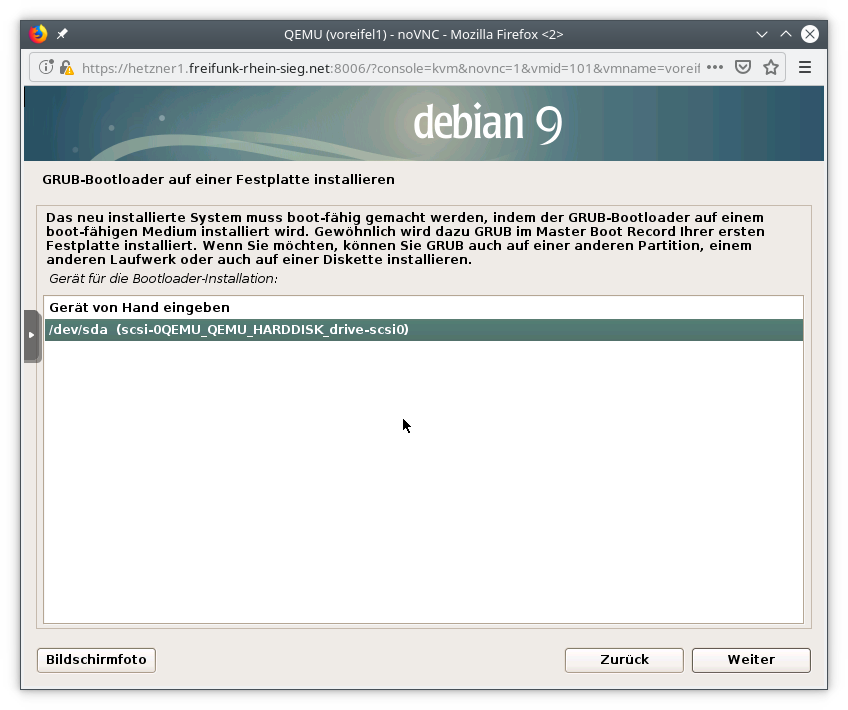 QEMU (voreifel1) - noVNC - Mozilla Firefox <2>
https://hetzner1.freifunk-rhein-sieg.net:8006/?console=kvm&novnc=1&vmid=101&vmname=voreif
debian 9
GRUB-Bootloader auf einer Festplatte installieren
Das neu installierte System muss boot-fähig gemacht werden, indem der GRUB-Bootloader auf einem
boot-fähigen Medium installiert wird. Gewöhnlich wird dazu GRUB im Master Boot Record Ihrer ersten
Festplatte installiert. Wenn Sie möchten, können Sie GRUB auch auf einer anderen Partition, einem
anderen Laufwerk oder auch auf einer Diskette installieren.
Gerät für die Bootloader-Installation:
Gerät von Hand eingeben
/dev/sda (scsi-0QEMU_QEMU_HARDDISK_drive-scsi0)
Bildschirmfoto
Zurück
Weiter